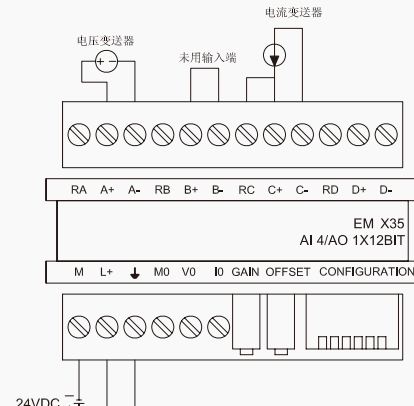 电流变送器
电压变送器
未用输入端
RA A+ A- RB B+ B- RC C+ C- RD D+ D-
EM X35
AI 4/AO 1X12BIT
M L+ M0 V0 I0 GAIN OFFSET CONFIGURATION
24VDC